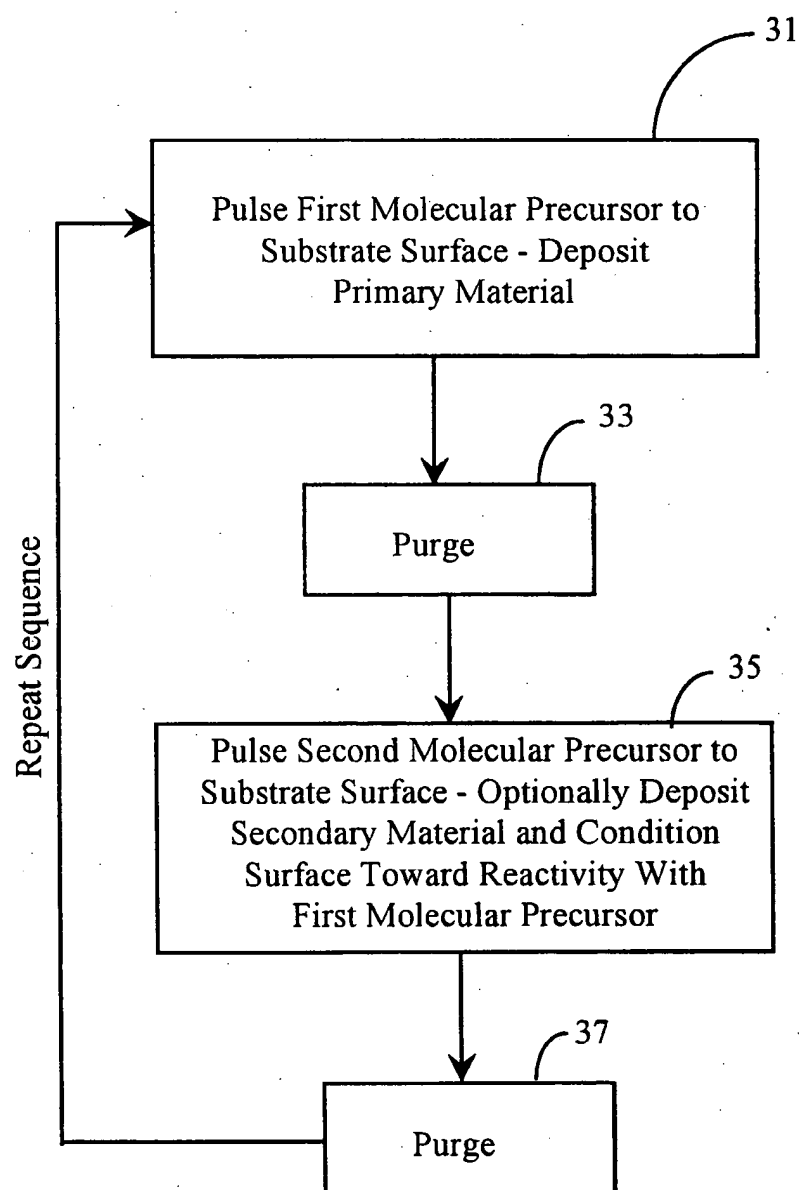 31
Pulse First Molecular Precursor to
Substrate Surface - Deposit
Primary Material
33
Purge
Repeat Sequence
35
Pulse Second Molecular Precursor to
Substrate Surface - Optionally Deposit
Secondary Material and Condition
Surface Toward Reactivity With
First Molecular Precursor
37
Purge